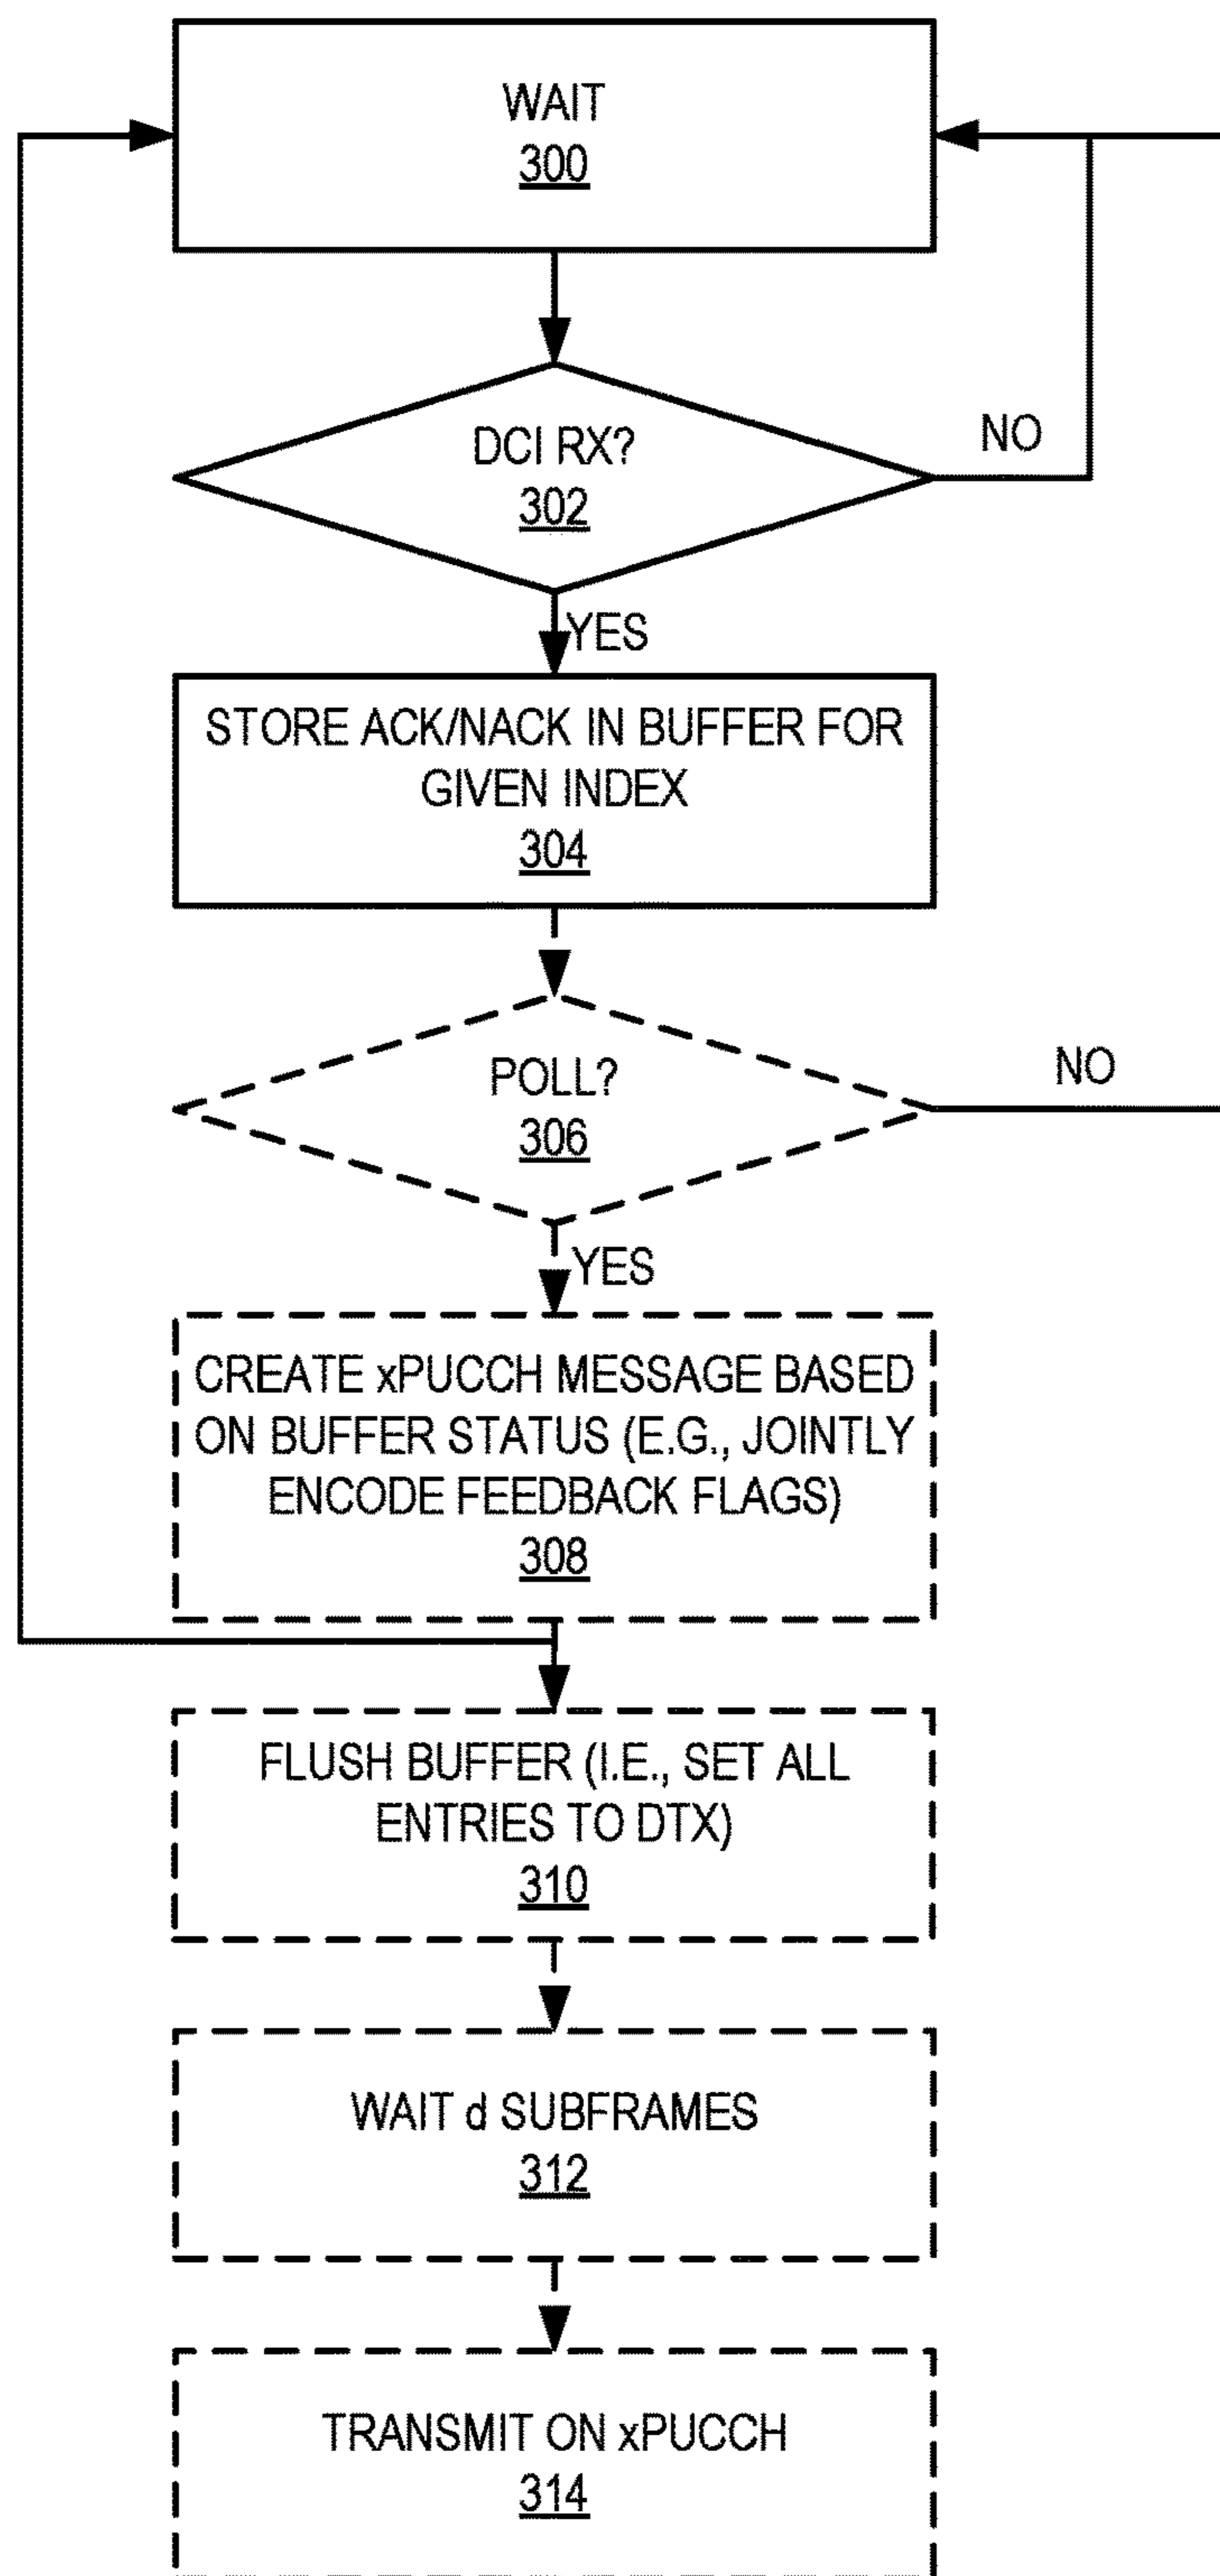 WAIT
300
DCI RX?
302
NO
YES
STORE ACK/NACK IN BUFFER FOR
GIVEN INDEX
304
POLL?
306
NO
YES
CREATE xPUCCH MESSAGE BASED
ON BUFFER STATUS (E.G., JOINTLY
ENCODE FEEDBACK FLAGS)
308
FLUSH BUFFER (I.E., SET ALL
ENTRIES TO DTX)
310
WAIT d SUBFRAMES
312
TRANSMIT ON xPUCCH
314